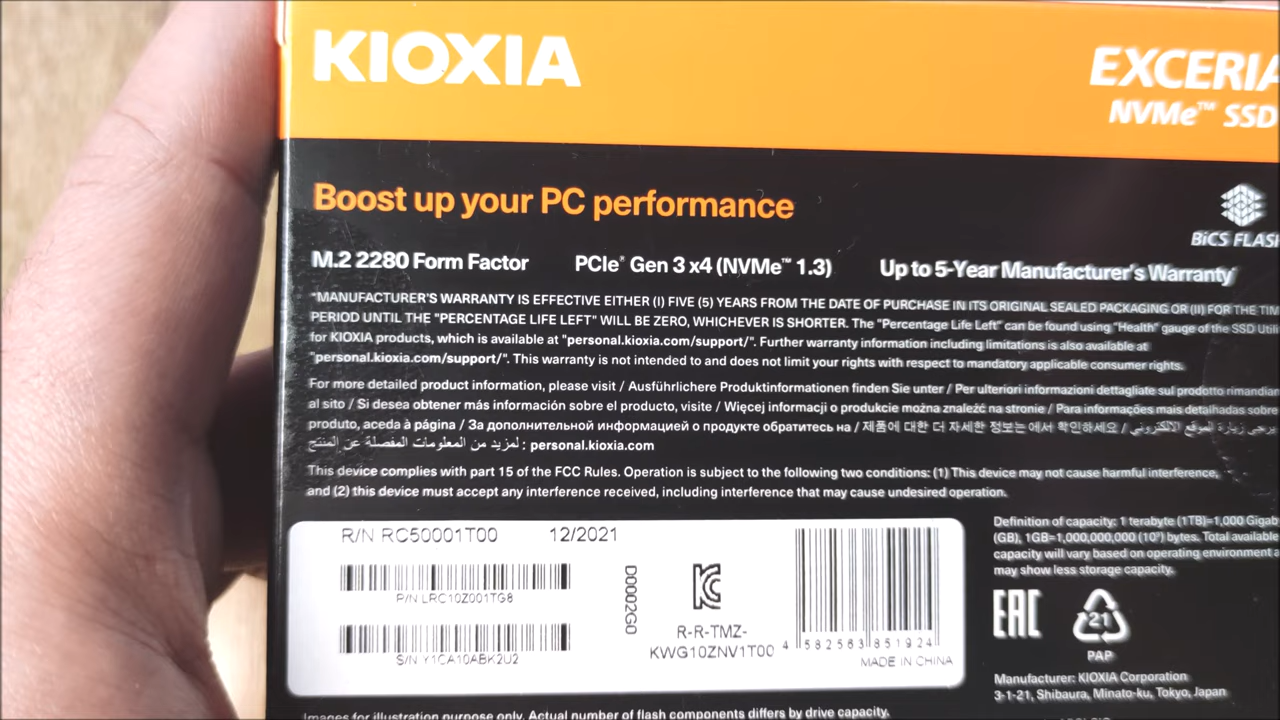 KIOXIA
EXCERIA
NVMe™ SSD
Boost up your PC performance
BiCS FLASH
M.2 2280 Form Factor
PCIe® Gen 3 x4 (NVMe™ 1.3)
Up to 5-Year Manufacturer's Warranty*
*MANUFACTURER'S WARRANTY IS EFFECTIVE EITHER (I) FIVE (5) YEARS FROM THE DATE OF PURCHASE IN ITS ORIGINAL SEALED PACKAGING OR (II) FOR THE TIM
PERIOD UNTIL THE "PERCENTAGE LIFE LEFT" WILL BE ZERO, WHICHEVER IS SHORTER. The "Percentage Life Left" can be found using "Health" gauge of the SSD Utili
for KIOXIA products, which is available at "personal.kioxia.com/support/". Further warranty information including limitations is also available at
"personal.kioxia.com/support/". This warranty is not intended to and does not limit your rights with respect to mandatory applicable consumer rights.
For more detailed product information, please visit / Ausführlichere Produktinformationen finden Sie unter / Per ulteriori informazioni dettagliate sul prodotto rimandiam
al sito / Si desea obtener más información sobre el producto, visite / Więcej informacji o produkcie można znaleźć na stronie / Para informações mais detalhadas sobre
produto, aceda à página / За дополнительной информацией о продукте обратитесь на / 제품에 대한 더 자세한 정보는 에서 확인하세요 / يرجى زيارة الموقع الالكتروني
لمزيد من المعلومات المفصلة عن المنتج : personal.kioxia.com
This device complies with part 15 of the FCC Rules. Operation is subject to the following two conditions: (1) This device may not cause harmful interference,
and (2) this device must accept any interference received, including interference that may cause undesired operation.
R/N RC50001T00 12/2021
P/N LRC10Z001TG8
S/N Y1CA10ABK2U2
D0002G0
R-R-TMZ-
KWG10ZNV1T00
4 582563 851924
MADE IN CHINA
Definition of capacity: 1 terabyte (1TB)=1,000 Gigab
(GB), 1GB=1,000,000,000 (10⁹) bytes. Total available
capacity will vary based on operating environment a
may show less storage capacity.
EAC
21
PAP
Manufacturer: KIOXIA Corporation
3-1-21, Shibaura, Minato-ku, Tokyo, Japan
Images for illustration purpose only. Actual number of flash components differs by drive capacity.